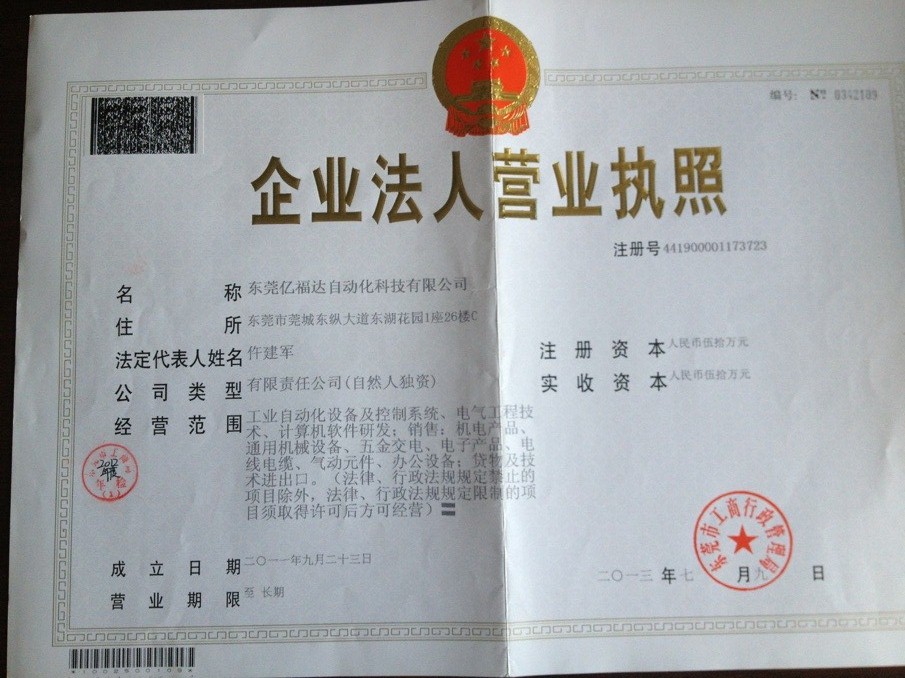 编号: №  0342109
企业法人营业执照
注册号 441900001173723
名称 东莞亿福达自动化科技有限公司
住所 东莞市莞城东纵大道东湖花园1座26楼C
法定代表人姓名 仵建军
公司类型 有限责任公司(自然人独资)
注册资本 人民币伍拾万元
实收资本 人民币伍拾万元
经营范围 工业自动化设备及控制系统、电气工程技
术、计算机软件研发；销售：机电产品、
通用机械设备、五金交电、电子产品、电
线电缆、气动元件、办公设备；货物及技
术进出口。（法律、行政法规规定禁止的
项目除外，法律、行政法规规定限制的项
目须取得许可后方可经营）
成立日期 二〇一一年九月二十三日
营业期限 至 长期
东莞市工商行政管理局
二〇一三 年 七 月 九 日